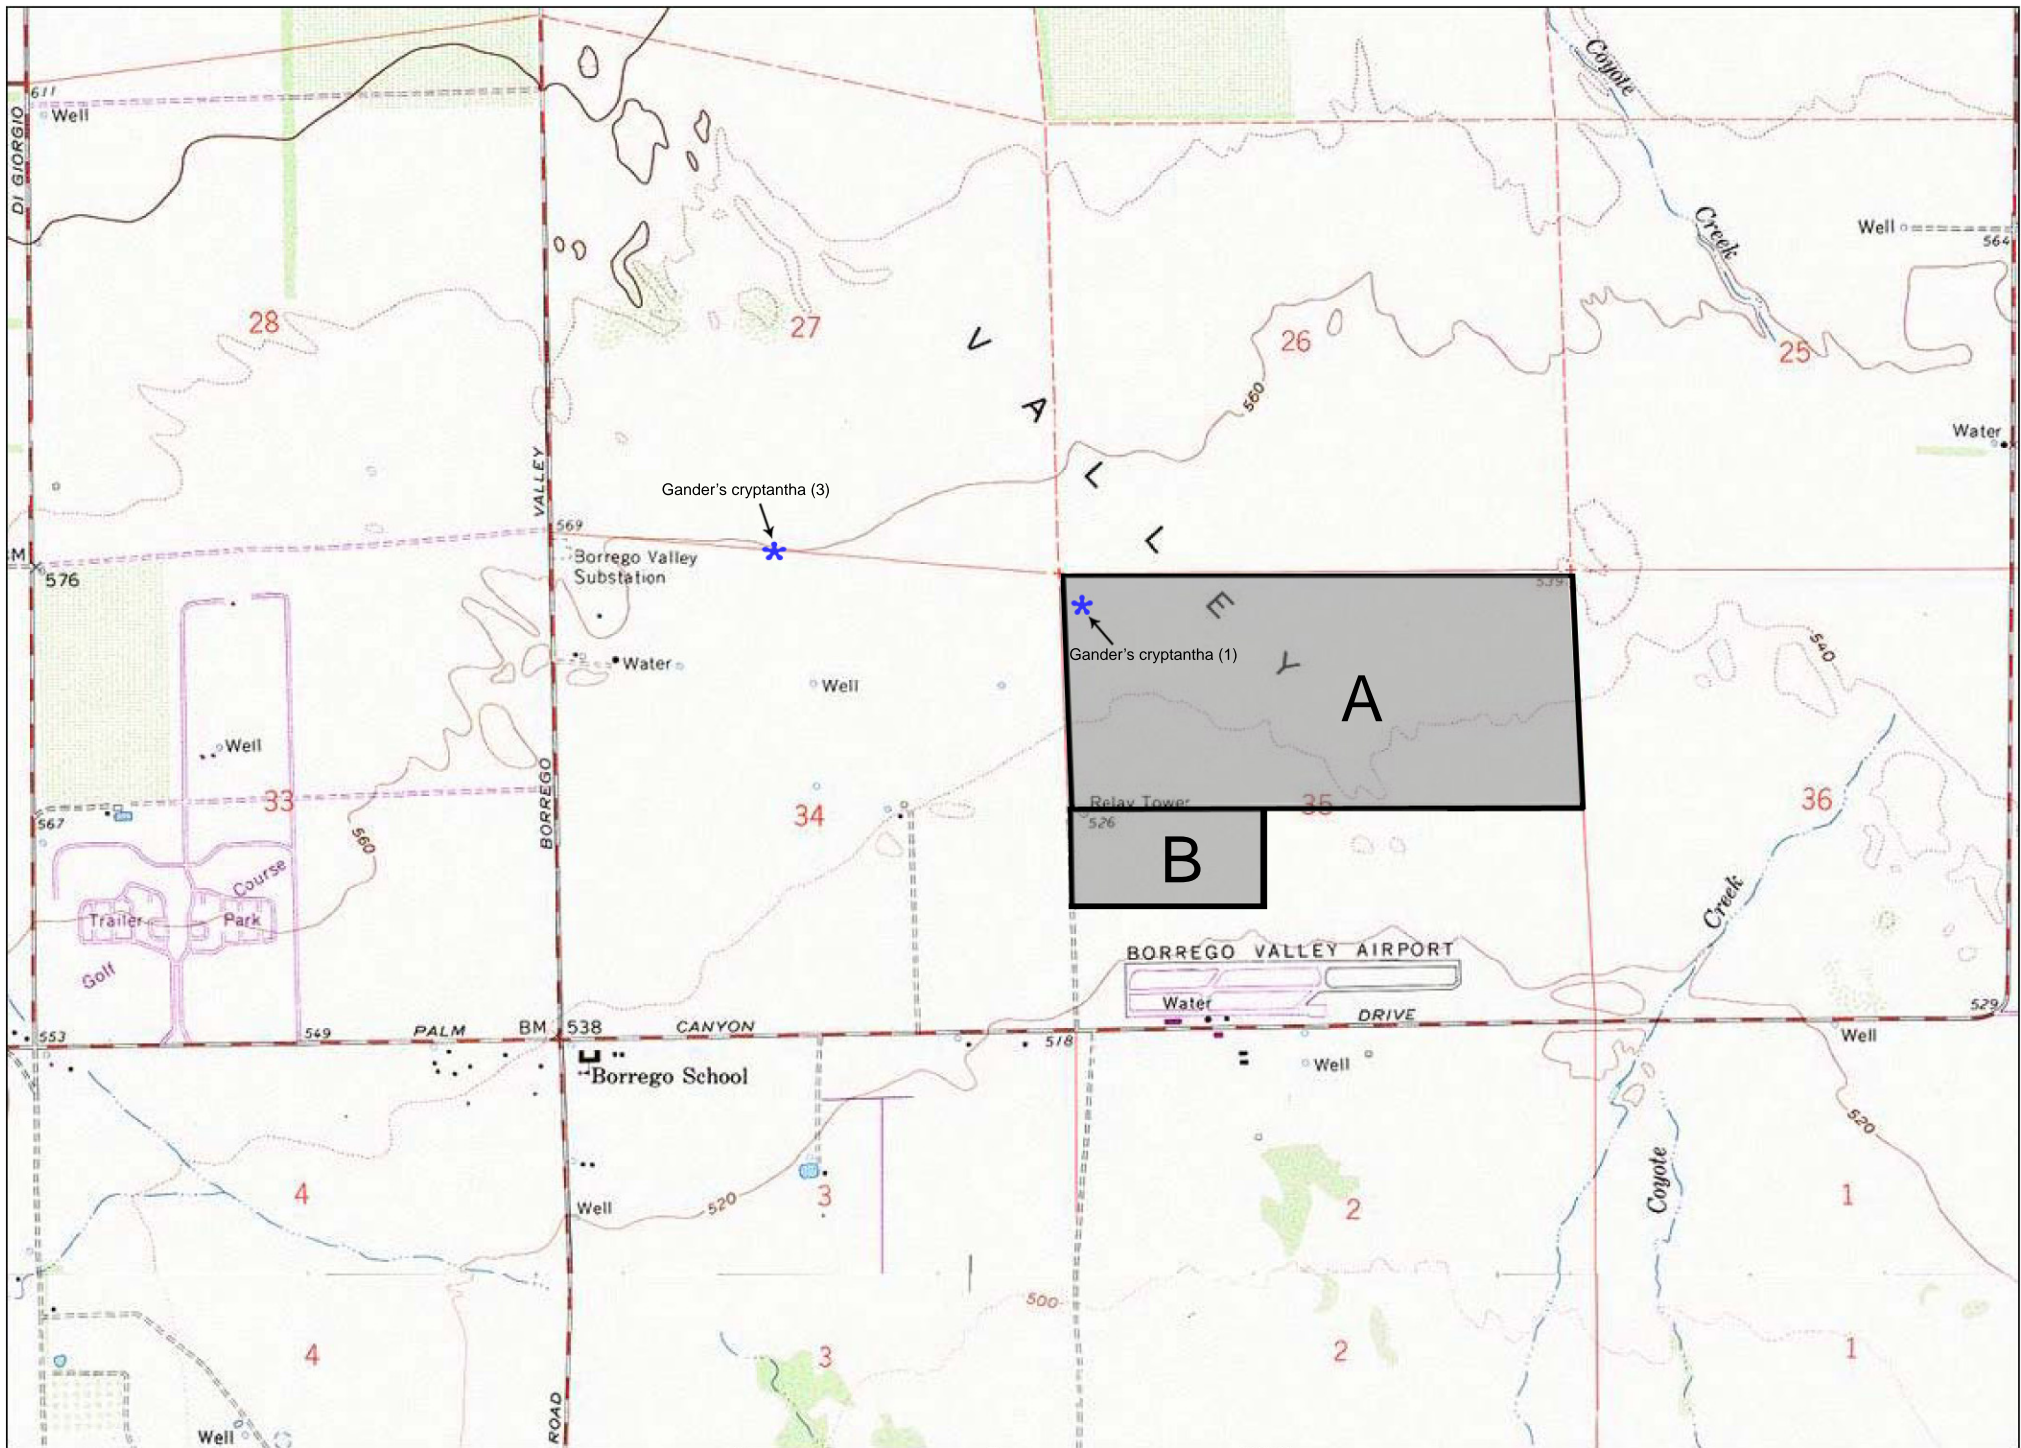 Coyote
611
Well
DI GIORGIO
Creek
Well
564
28
27
V
26
25
A
560
Water
VALLEY
L
Gander's cryptantha (3)
569
L
Borrego Valley
Substation
M
576
539
E
Water
Gander's cryptantha (1)
Y
540
Well
A
Well
BORREGO
33
34
Relay Tower
35
36
567
526
560
B
Course
Trailer
Park
Creek
Golf
BORREGO VALLEY AIRPORT
Water
529
553
549
PALM
BM
538
CANYON
518
DRIVE
Well
Borrego School
Well
520
Coyote
4
520
3
2
1
Well
500
4
3
2
1
ROAD
Well